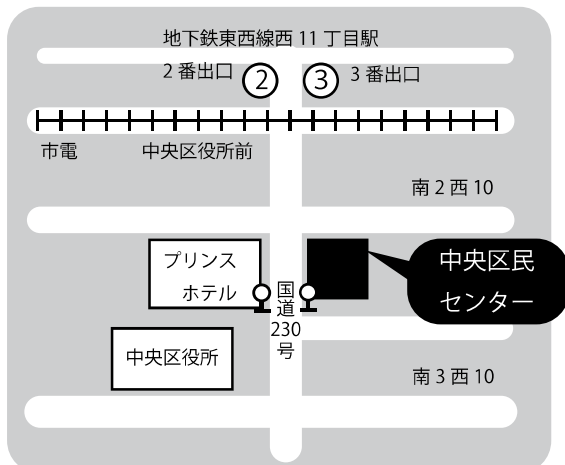 地下鉄東西線西 11 丁目駅
2 番出口
2
3
3 番出口
市電
中央区役所前
南 2 西 10
プリンス
ホテル
中央区民
センター
国道
230
号
中央区役所
南 3 西 10